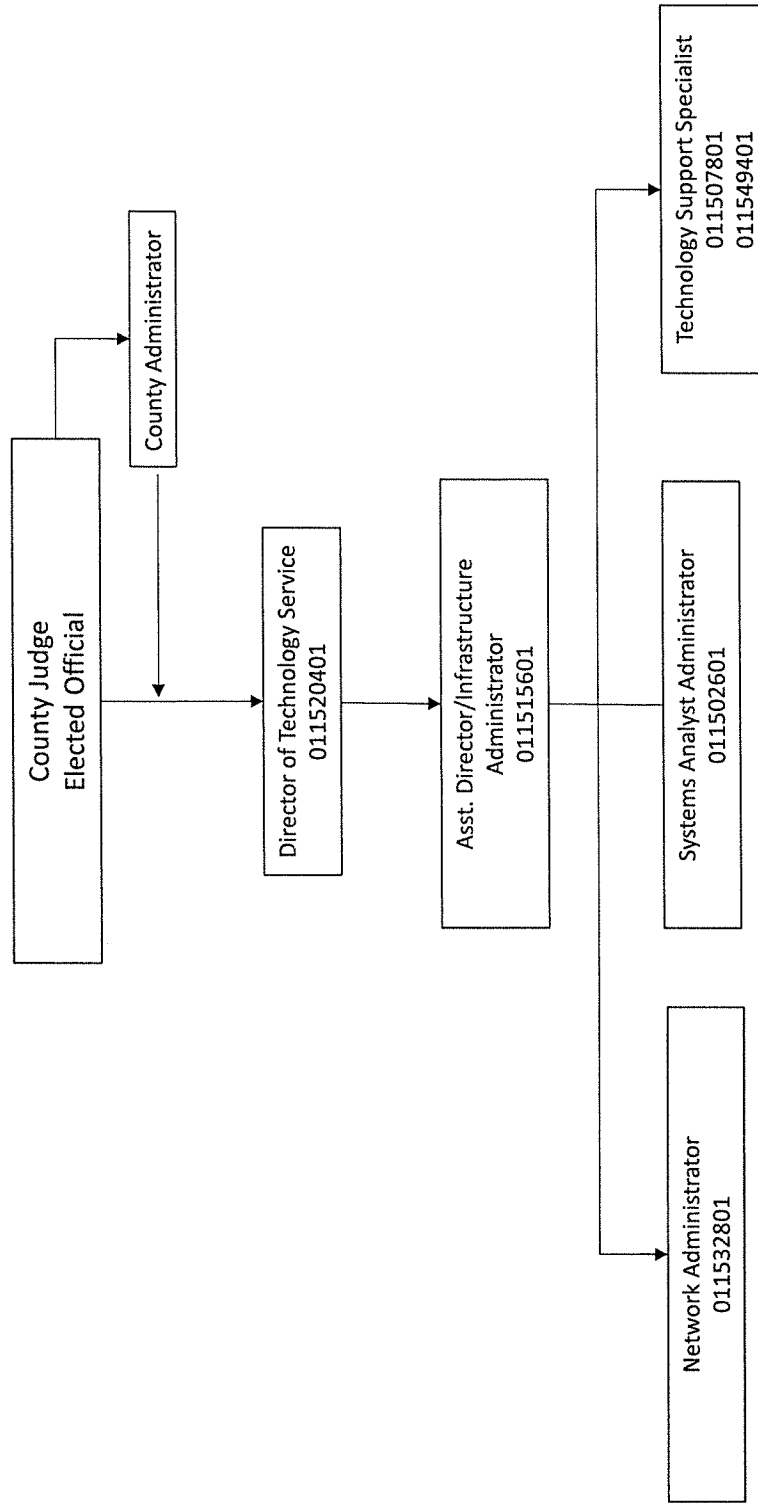 County Judge
Elected Official
County Administrator
Director of Technology Service
011520401
Asst. Director/Infrastructure
Administrator
011515601
Network Administrator
011532801
Systems Analyst Administrator
011502601
Technology Support Specialist
011507801
011549401